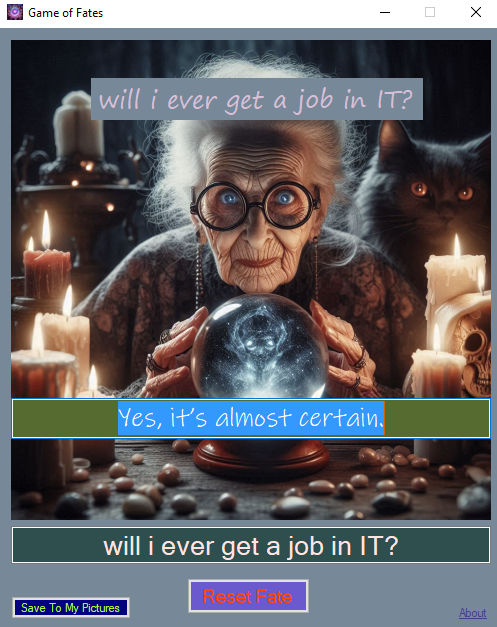 Game of Fates
will i ever get a job in IT?
Yes, it's almost certain.
will i ever get a job in IT?
Reset Fate
Save To My Pictures
About